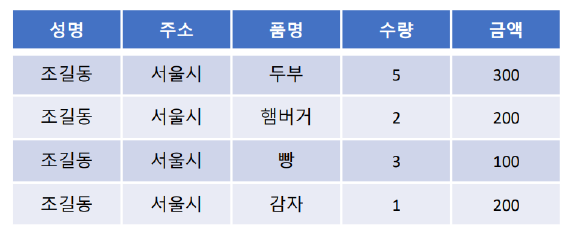 성명 주소 품명 수량 금액
조길동 서울시 두부 5 300
조길동 서울시 햄버거 2 200
조길동 서울시 빵 3 100
조길동 서울시 감자 1 200